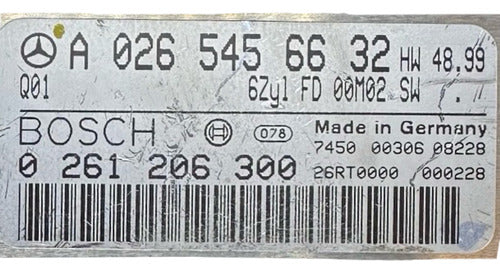 A 026 545 66 32 HW 48.99
Q01 6Zyl FD 00M02 SW . "
BOSCH 078 Made in Germany
7450 00306 08228
0 261 206 300 26RT0000 000228